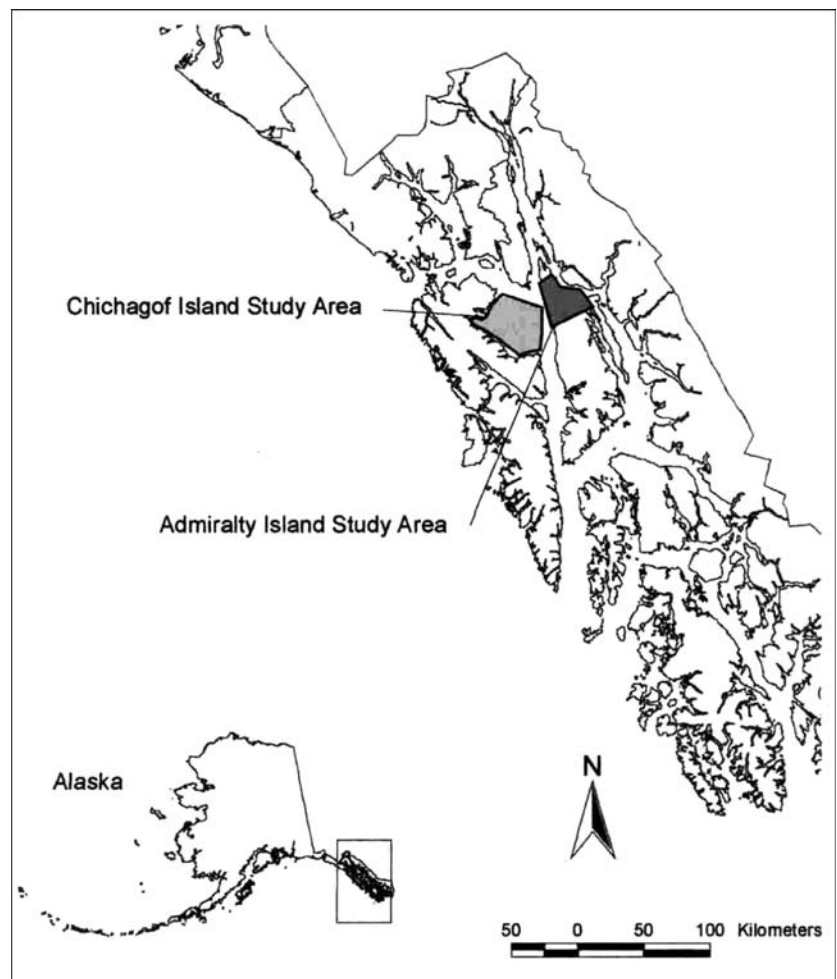 Chichagof Island Study Area
Admiralty Island Study Area
Alaska
N
50 0 50 100 Kilometers